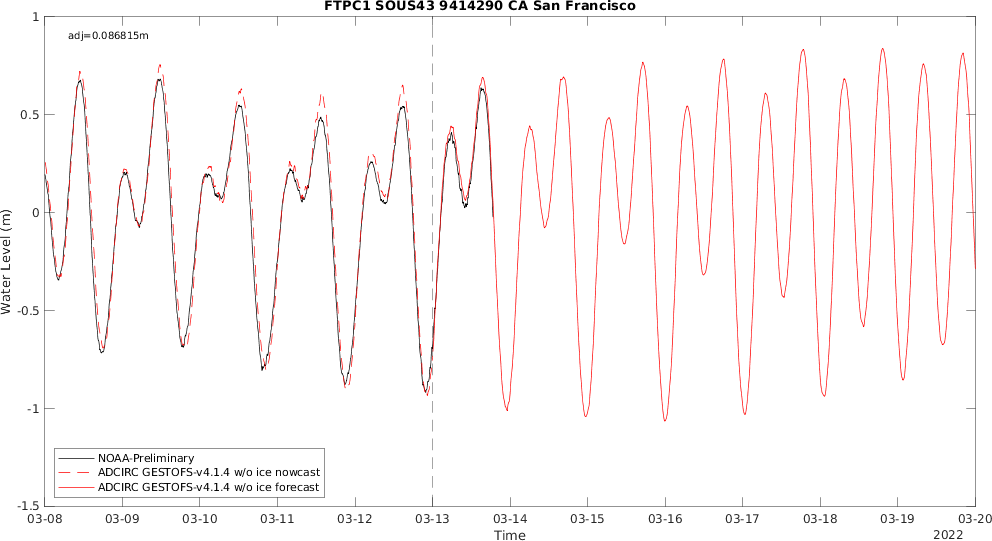 FTPC1 SOUS43 9414290 CA San Francisco
adj=0.086815m
1
0.5
0
-0.5
-1
-1.5
Water Level (m)
NOAA-Preliminary
ADCIRC GESTOFS-v4.1.4 w/o ice nowcast
ADCIRC GESTOFS-v4.1.4 w/o ice forecast
03-08 03-09 03-10 03-11 03-12 03-13 03-14 03-15 03-16 03-17 03-18 03-19 03-20
Time
2022